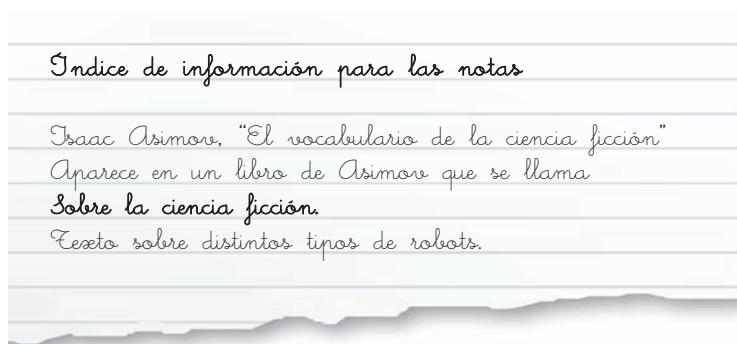 Índice de información para las notas
Isaac Asimov, “El vocabulario de la ciencia ficción”
Aparece en un libro de Asimov que se llama
Sobre la ciencia ficción.
Texto sobre distintos tipos de robots.